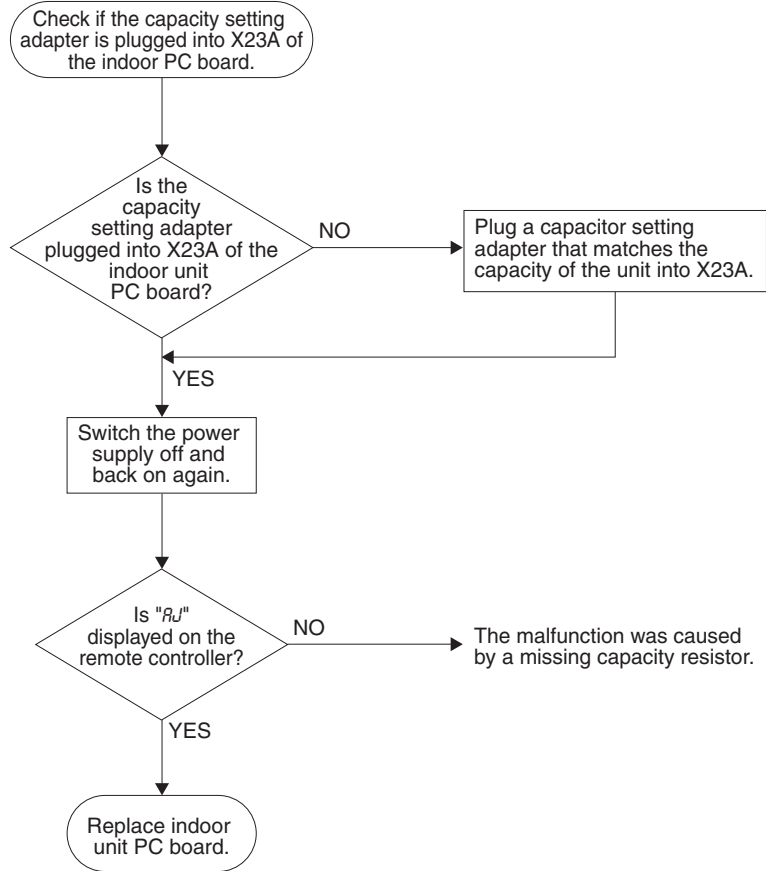 Check if the capacity setting
adapter is plugged into X23A of
the indoor PC board.
Is the
capacity
setting adapter
plugged into X23A of the
indoor unit
PC board?
NO
Plug a capacitor setting
adapter that matches the
capacity of the unit into X23A.
YES
Switch the power
supply off and
back on again.
Is "AJ"
displayed on the
remote controller?
NO
The malfunction was caused
by a missing capacity resistor.
YES
Replace indoor
unit PC board.